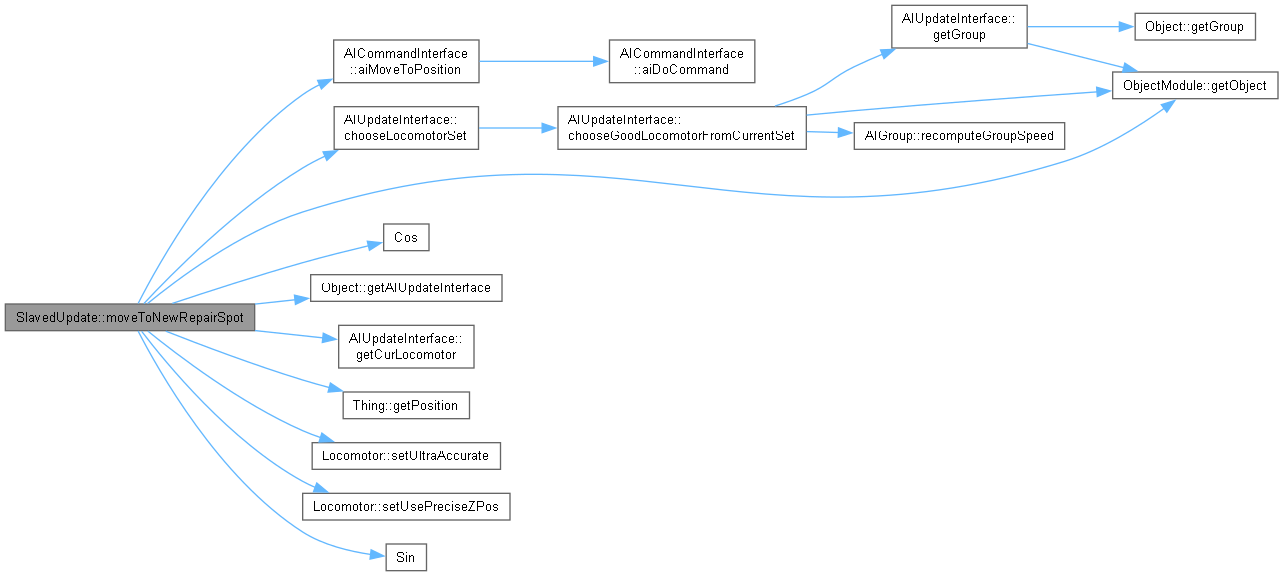 SlavedUpdate::moveToNewRepairSpot
AICommandInterface
::aiMoveToPosition
AICommandInterface
::aiDoCommand
AIUpdateInterface::
chooseLocomotorSet
AIUpdateInterface::
chooseGoodLocomotorFromCurrentSet
AIUpdateInterface::
getGroup
Object::getGroup
ObjectModule::getObject
AIGroup::recomputeGroupSpeed
Cos
Object::getAIUpdateInterface
AIUpdateInterface::
getCurLocomotor
Thing::getPosition
Locomotor::setUltraAccurate
Locomotor::setUsePreciseZPos
Sin